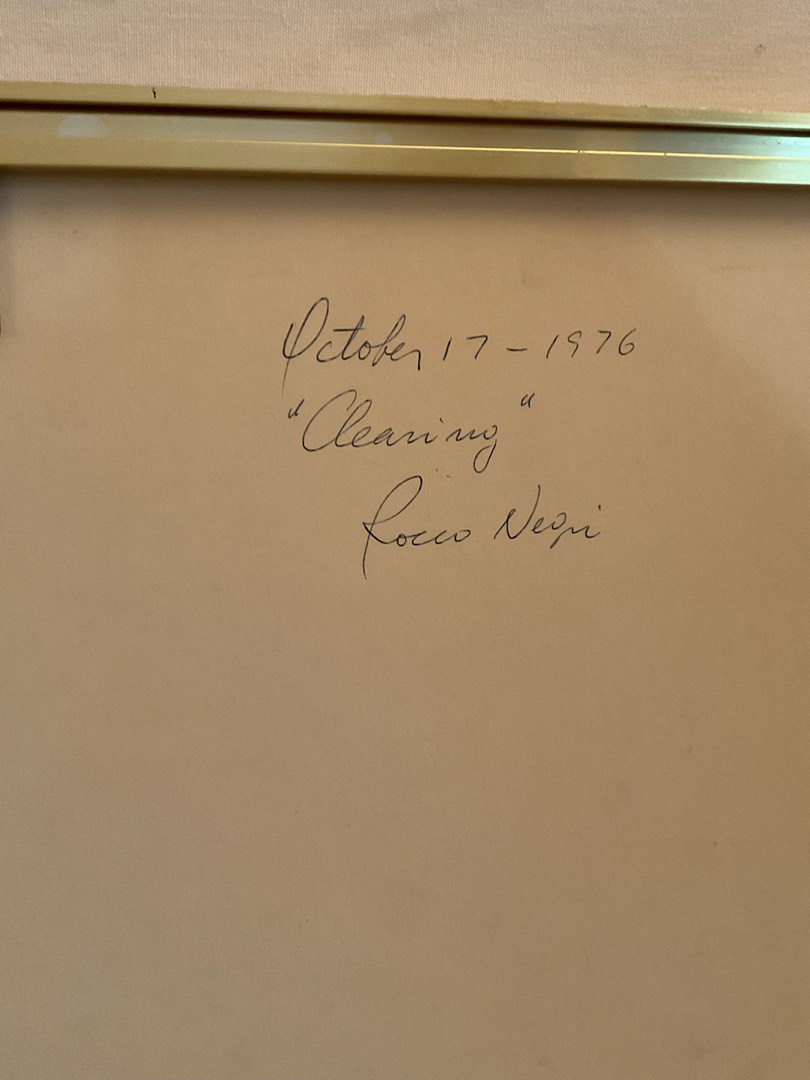 October 17 - 1976
"Clearing"
Rocco Negri